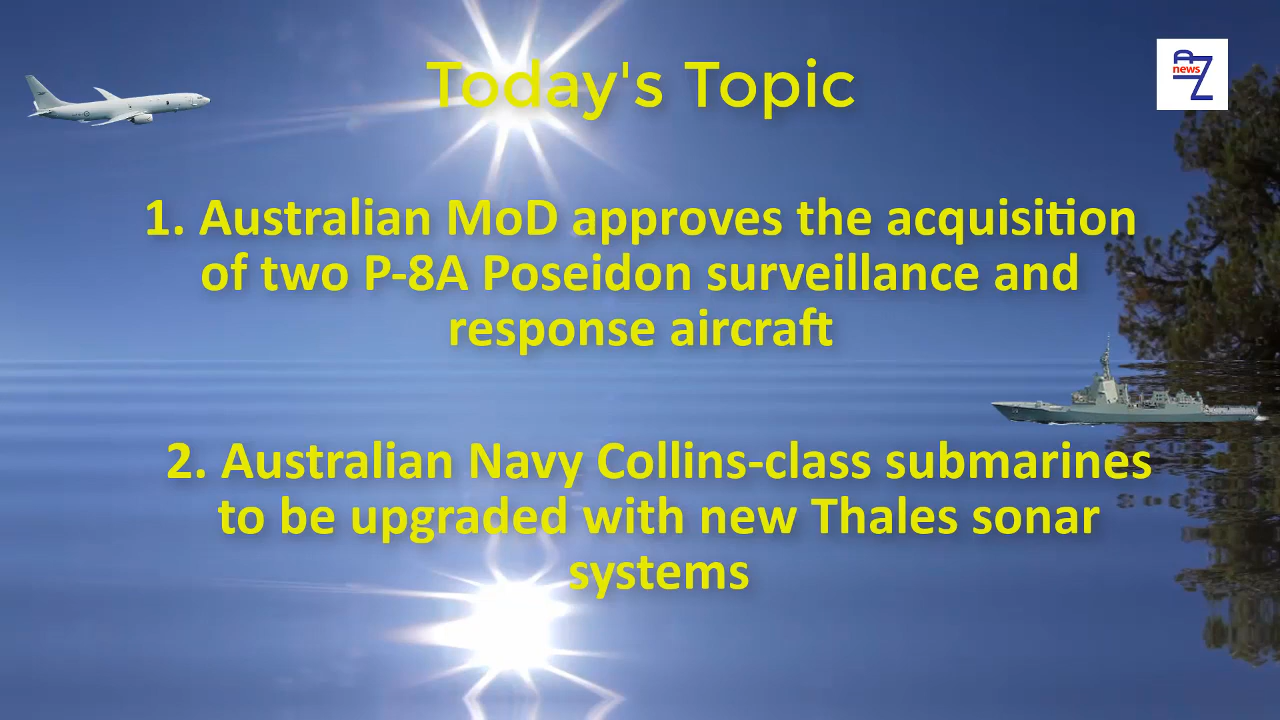 Today's Topic
A
news
Z
1. Australian MoD approves the acquisition
of two P-8A Poseidon surveillance and
response aircraft
2. Australian Navy Collins-class submarines
to be upgraded with new Thales sonar
systems